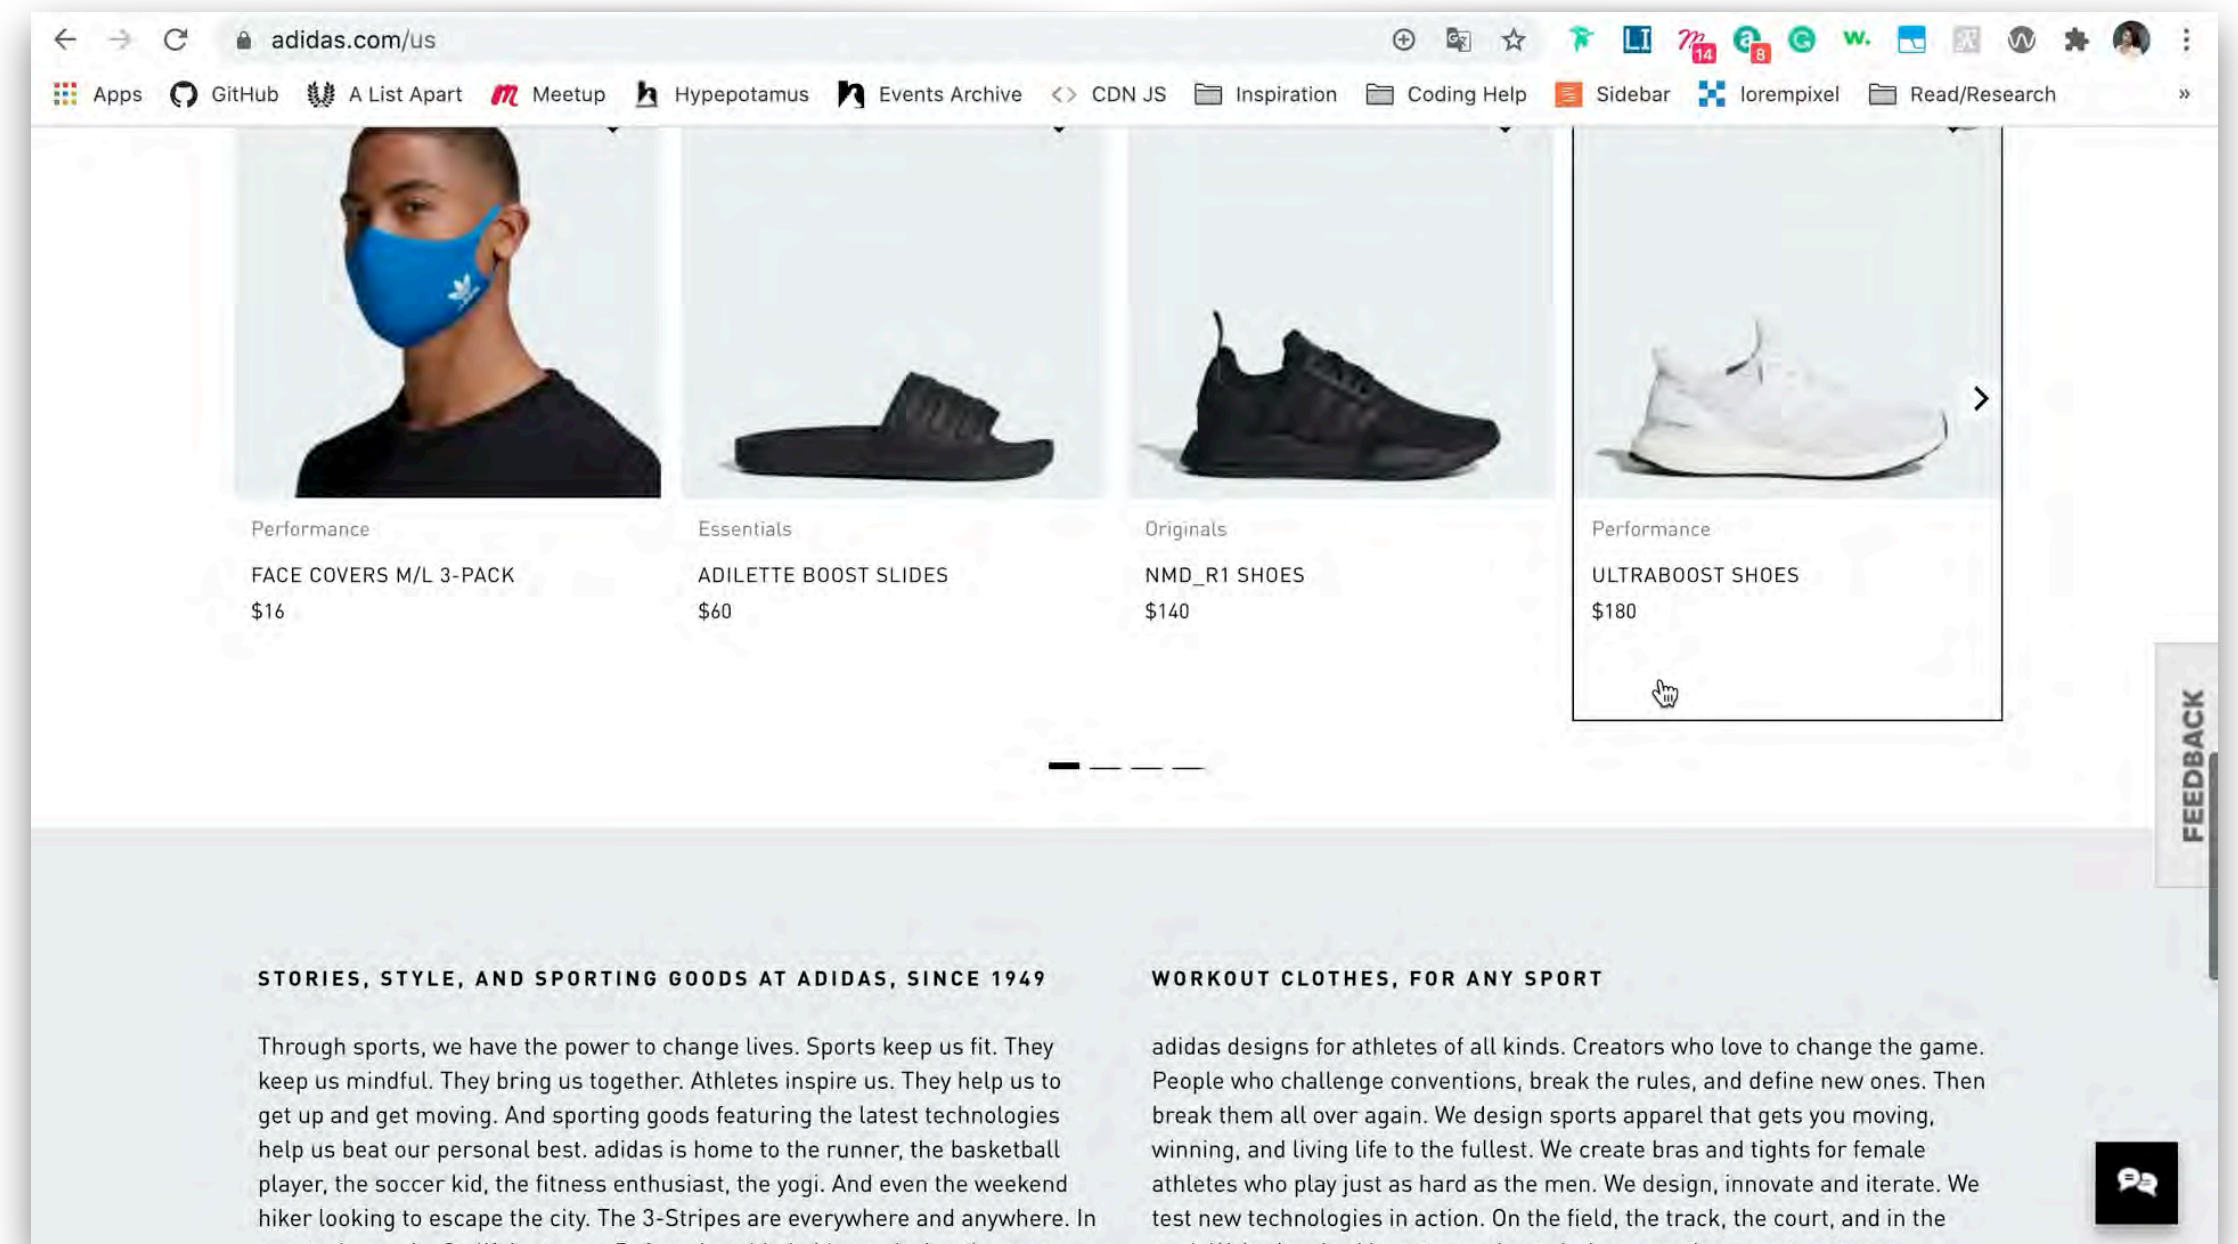 adidas.com/us
14
8
Apps
GitHub
A List Apart
Meetup
Hypepotamus
Events Archive
CDN JS
Inspiration
Coding Help
Sidebar
lorempixel
Read/Research
»
Performance
FACE COVERS M/L 3-PACK
$16
Essentials
ADILETTE BOOST SLIDES
$60
Originals
NMD_R1 SHOES
$140
Performance
ULTRABOOST SHOES
$180
FEEDBACK
STORIES, STYLE, AND SPORTING GOODS AT ADIDAS, SINCE 1949
Through sports, we have the power to change lives. Sports keep us fit. They
keep us mindful. They bring us together. Athletes inspire us. They help us to
get up and get moving. And sporting goods featuring the latest technologies
help us beat our personal best. adidas is home to the runner, the basketball
player, the soccer kid, the fitness enthusiast, the yogi. And even the weekend
hiker looking to escape the city. The 3-Stripes are everywhere and anywhere. In
WORKOUT CLOTHES, FOR ANY SPORT
adidas designs for athletes of all kinds. Creators who love to change the game.
People who challenge conventions, break the rules, and define new ones. Then
break them all over again. We design sports apparel that gets you moving,
winning, and living life to the fullest. We create bras and tights for female
athletes who play just as hard as the men. We design, innovate and iterate. We
test new technologies in action. On the field, the track, the court, and in the